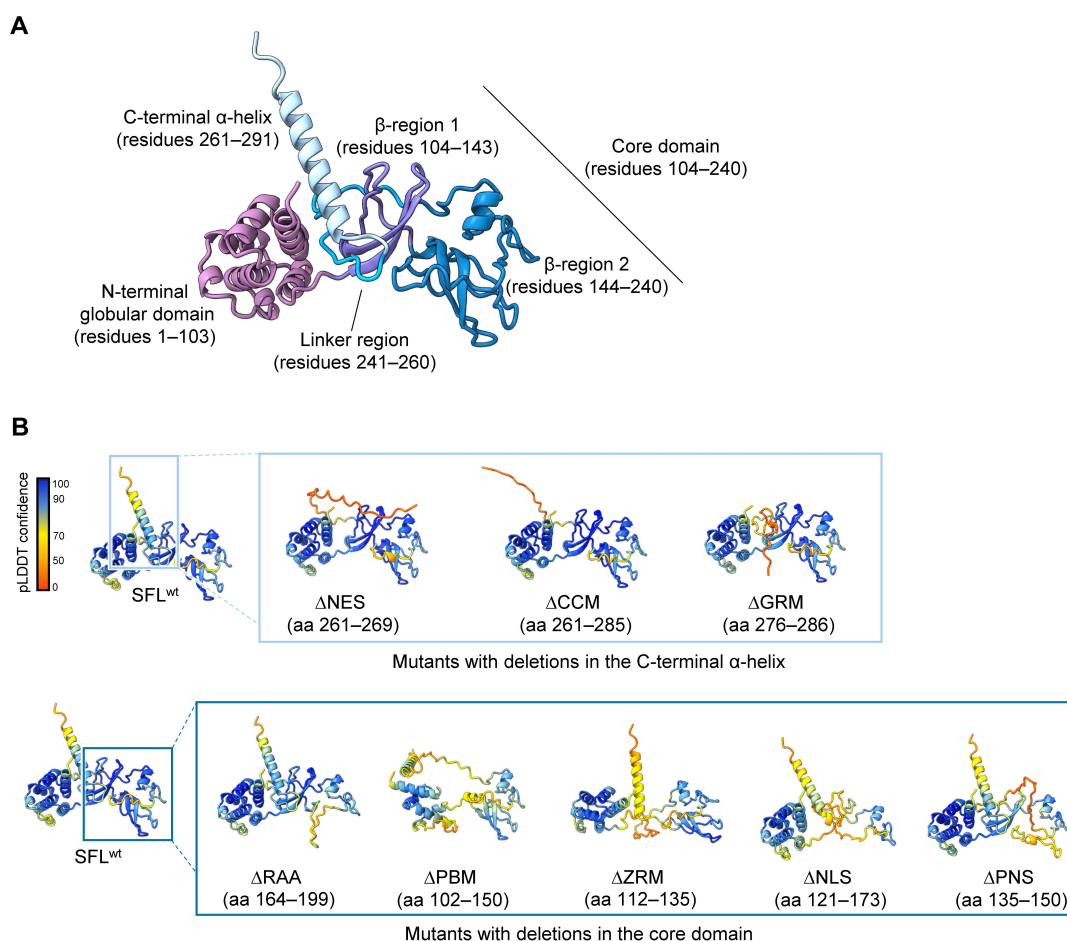 A
C-terminal α-helix
(residues 261–291)
β-region 1
(residues 104–143)
Core domain
(residues 104–240)
β-region 2
(residues 144–240)
N-terminal
globular domain
(residues 1–103)
Linker region
(residues 241–260)
B
pLDDT confidence
100
90
70
50
0
SFLwt
ΔNES
(aa 261–269)
ΔCCM
(aa 261–285)
ΔGRM
(aa 276–286)
Mutants with deletions in the C-terminal α-helix
SFLwt
ΔRAA
(aa 164–199)
ΔPBM
(aa 102–150)
ΔZRM
(aa 112–135)
ΔNLS
(aa 121–173)
ΔPNS
(aa 135–150)
Mutants with deletions in the core domain